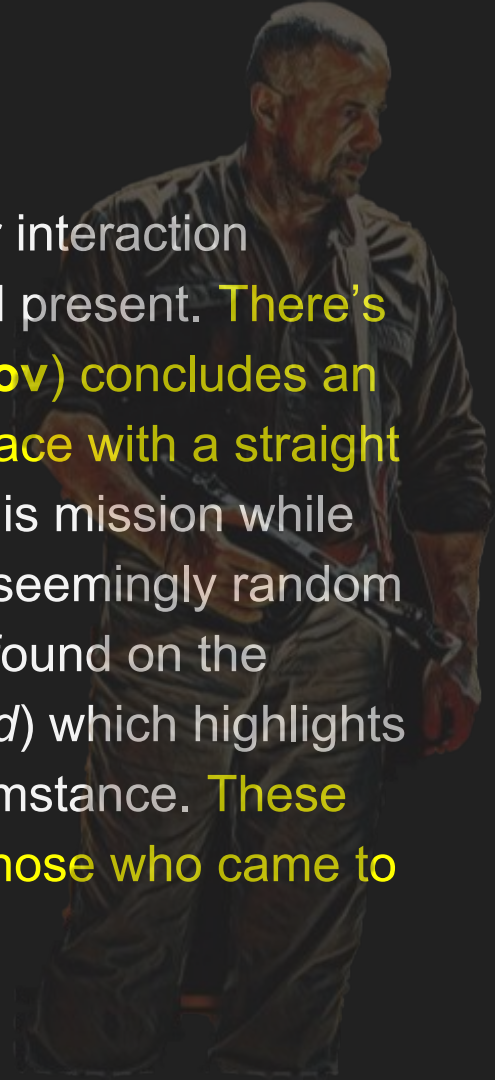 interaction
present. There's
ov) concludes an
ace with a straight
is mission while
seemingly random
found on the
d) which highlights
mstance. These
hose who came to